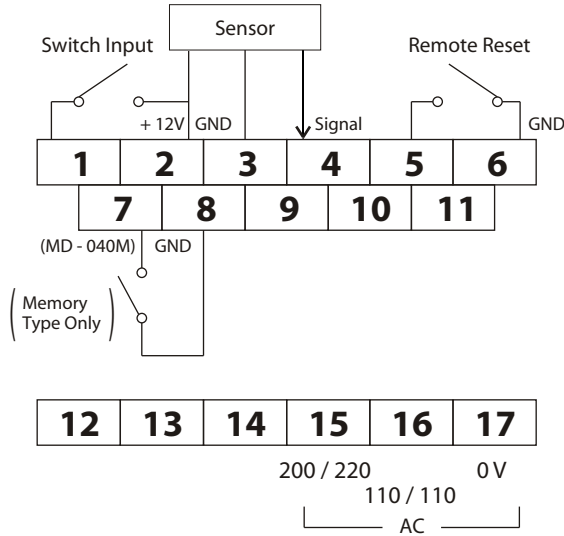 Sensor
Switch Input
Remote Reset
+ 12V
GND
Signal
GND
1 2 3 4 5 6
7 8 9 10 11
(MD - 040M)
GND
(Memory
Type Only)
12 13 14 15 16 17
200 / 220
0 V
110 / 110
AC